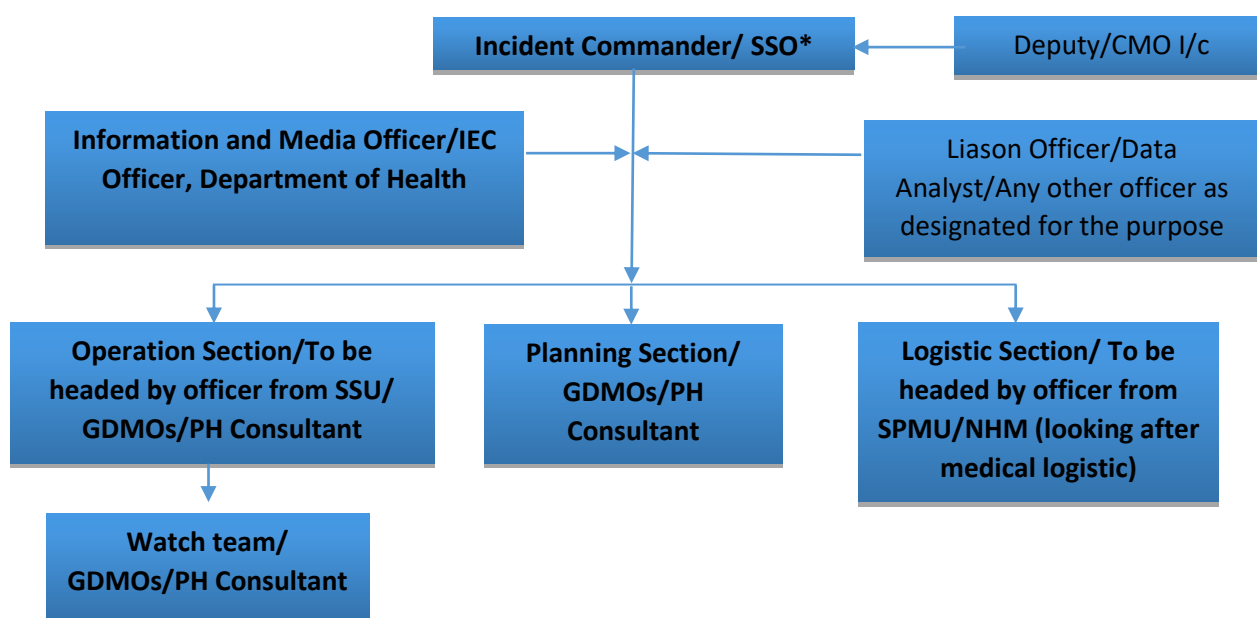 Incident Commander/ SSO*
Deputy/CMO I/c
Information and Media Officer/IEC
Officer, Department of Health
Liason Officer/Data
Analyst/Any other officer as
designated for the purpose
Operation Section/To be
headed by officer from SSU/
GDMOs/PH Consultant
Planning Section/
GDMOs/PH
Consultant
Logistic Section/ To be
headed by officer from
SPMU/NHM (looking after
medical logistic)
Watch team/
GDMOs/PH Consultant